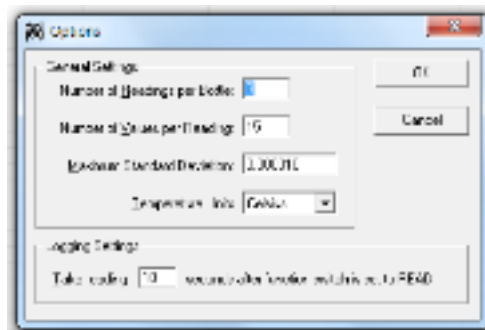 Options
General Settings
Number of Readings per Bottle:
Number of Values per Reading: 15
Maximum Standard Deviation:
Temperature Units: Celsius
OK
Cancel
Logging Settings
Take reading 10 seconds after function switch is set to READ